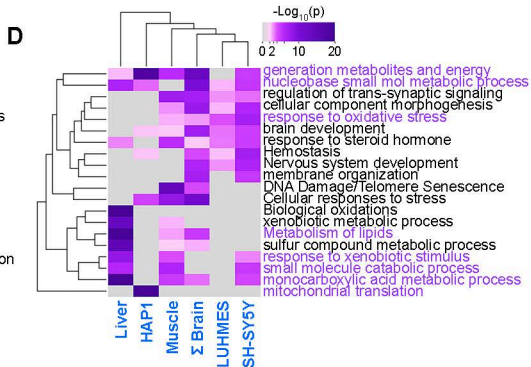 D
-Log10(p)
0 2 10 20
generation metabolites and energy
nucleobase small mol metabolic process
regulation of trans-synaptic signaling
cellular component morphogenesis
response to oxidative stress
brain development
response to steroid hormone
Hemostasis
Nervous system development
membrane organization
DNA Damage/Telomere Senescence
Cellular responses to stress
Biological oxidations
xenobiotic metabolic process
Metabolism of lipids
sulfur compound metabolic process
response to xenobiotic stimulus
small molecule catabolic process
monocarboxylic acid metabolic process
mitochondrial translation
s
on
Liver
HAP1
Muscle
Σ Brain
LUHMES
SH-SY5Y